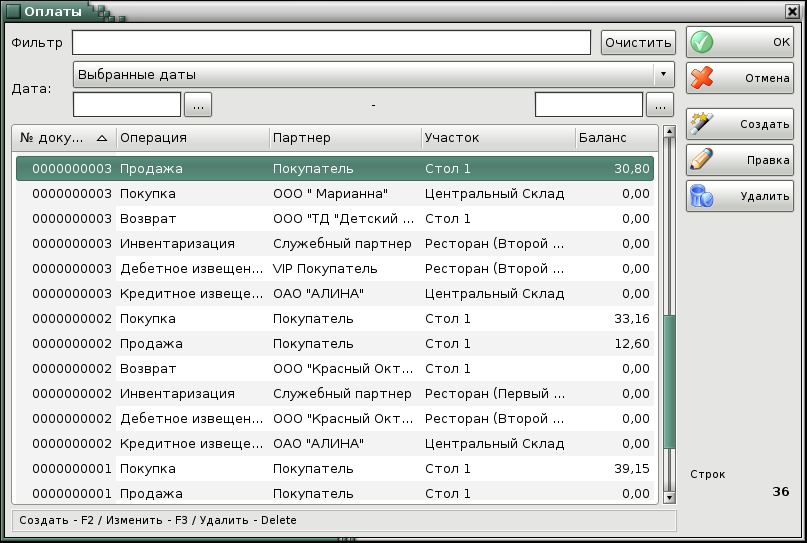 Оплаты
Фильтр Очистить OK
Дата: Выбранные даты Отмена
... - ...
№ доку... Операция Партнер Участок Баланс Создать
0000000003 Продажа Покупатель Стол 1 30,80 Правка
0000000003 Покупка ООО " Марианна" Центральный Склад 0,00 Удалить
0000000003 Возврат ООО "ТД "Детский ... Стол 1 0,00
0000000003 Инвентаризация Служебный партнер Ресторан (Второй ... 0,00
0000000003 Дебетное извещен... VIP Покупатель Ресторан (Второй ... 0,00
0000000003 Кредитное извеще... ОАО "АЛИНА" Центральный Склад 0,00
0000000002 Покупка Покупатель Стол 1 33,16
0000000002 Продажа Покупатель Стол 1 12,60
0000000002 Возврат ООО "Красный Окт... Стол 1 0,00
0000000002 Инвентаризация Служебный партнер Ресторан (Первый ... 0,00
0000000002 Дебетное извещен... ООО "Красный Окт... Ресторан (Второй ... 0,00
0000000002 Кредитное извеще... ОАО "АЛИНА" Центральный Склад 0,00
0000000001 Покупка Покупатель Стол 1 39,15
0000000001 Продажа Покупатель Стол 1 0,00
Строк
36
Создать - F2 / Изменить - F3 / Удалить - Delete